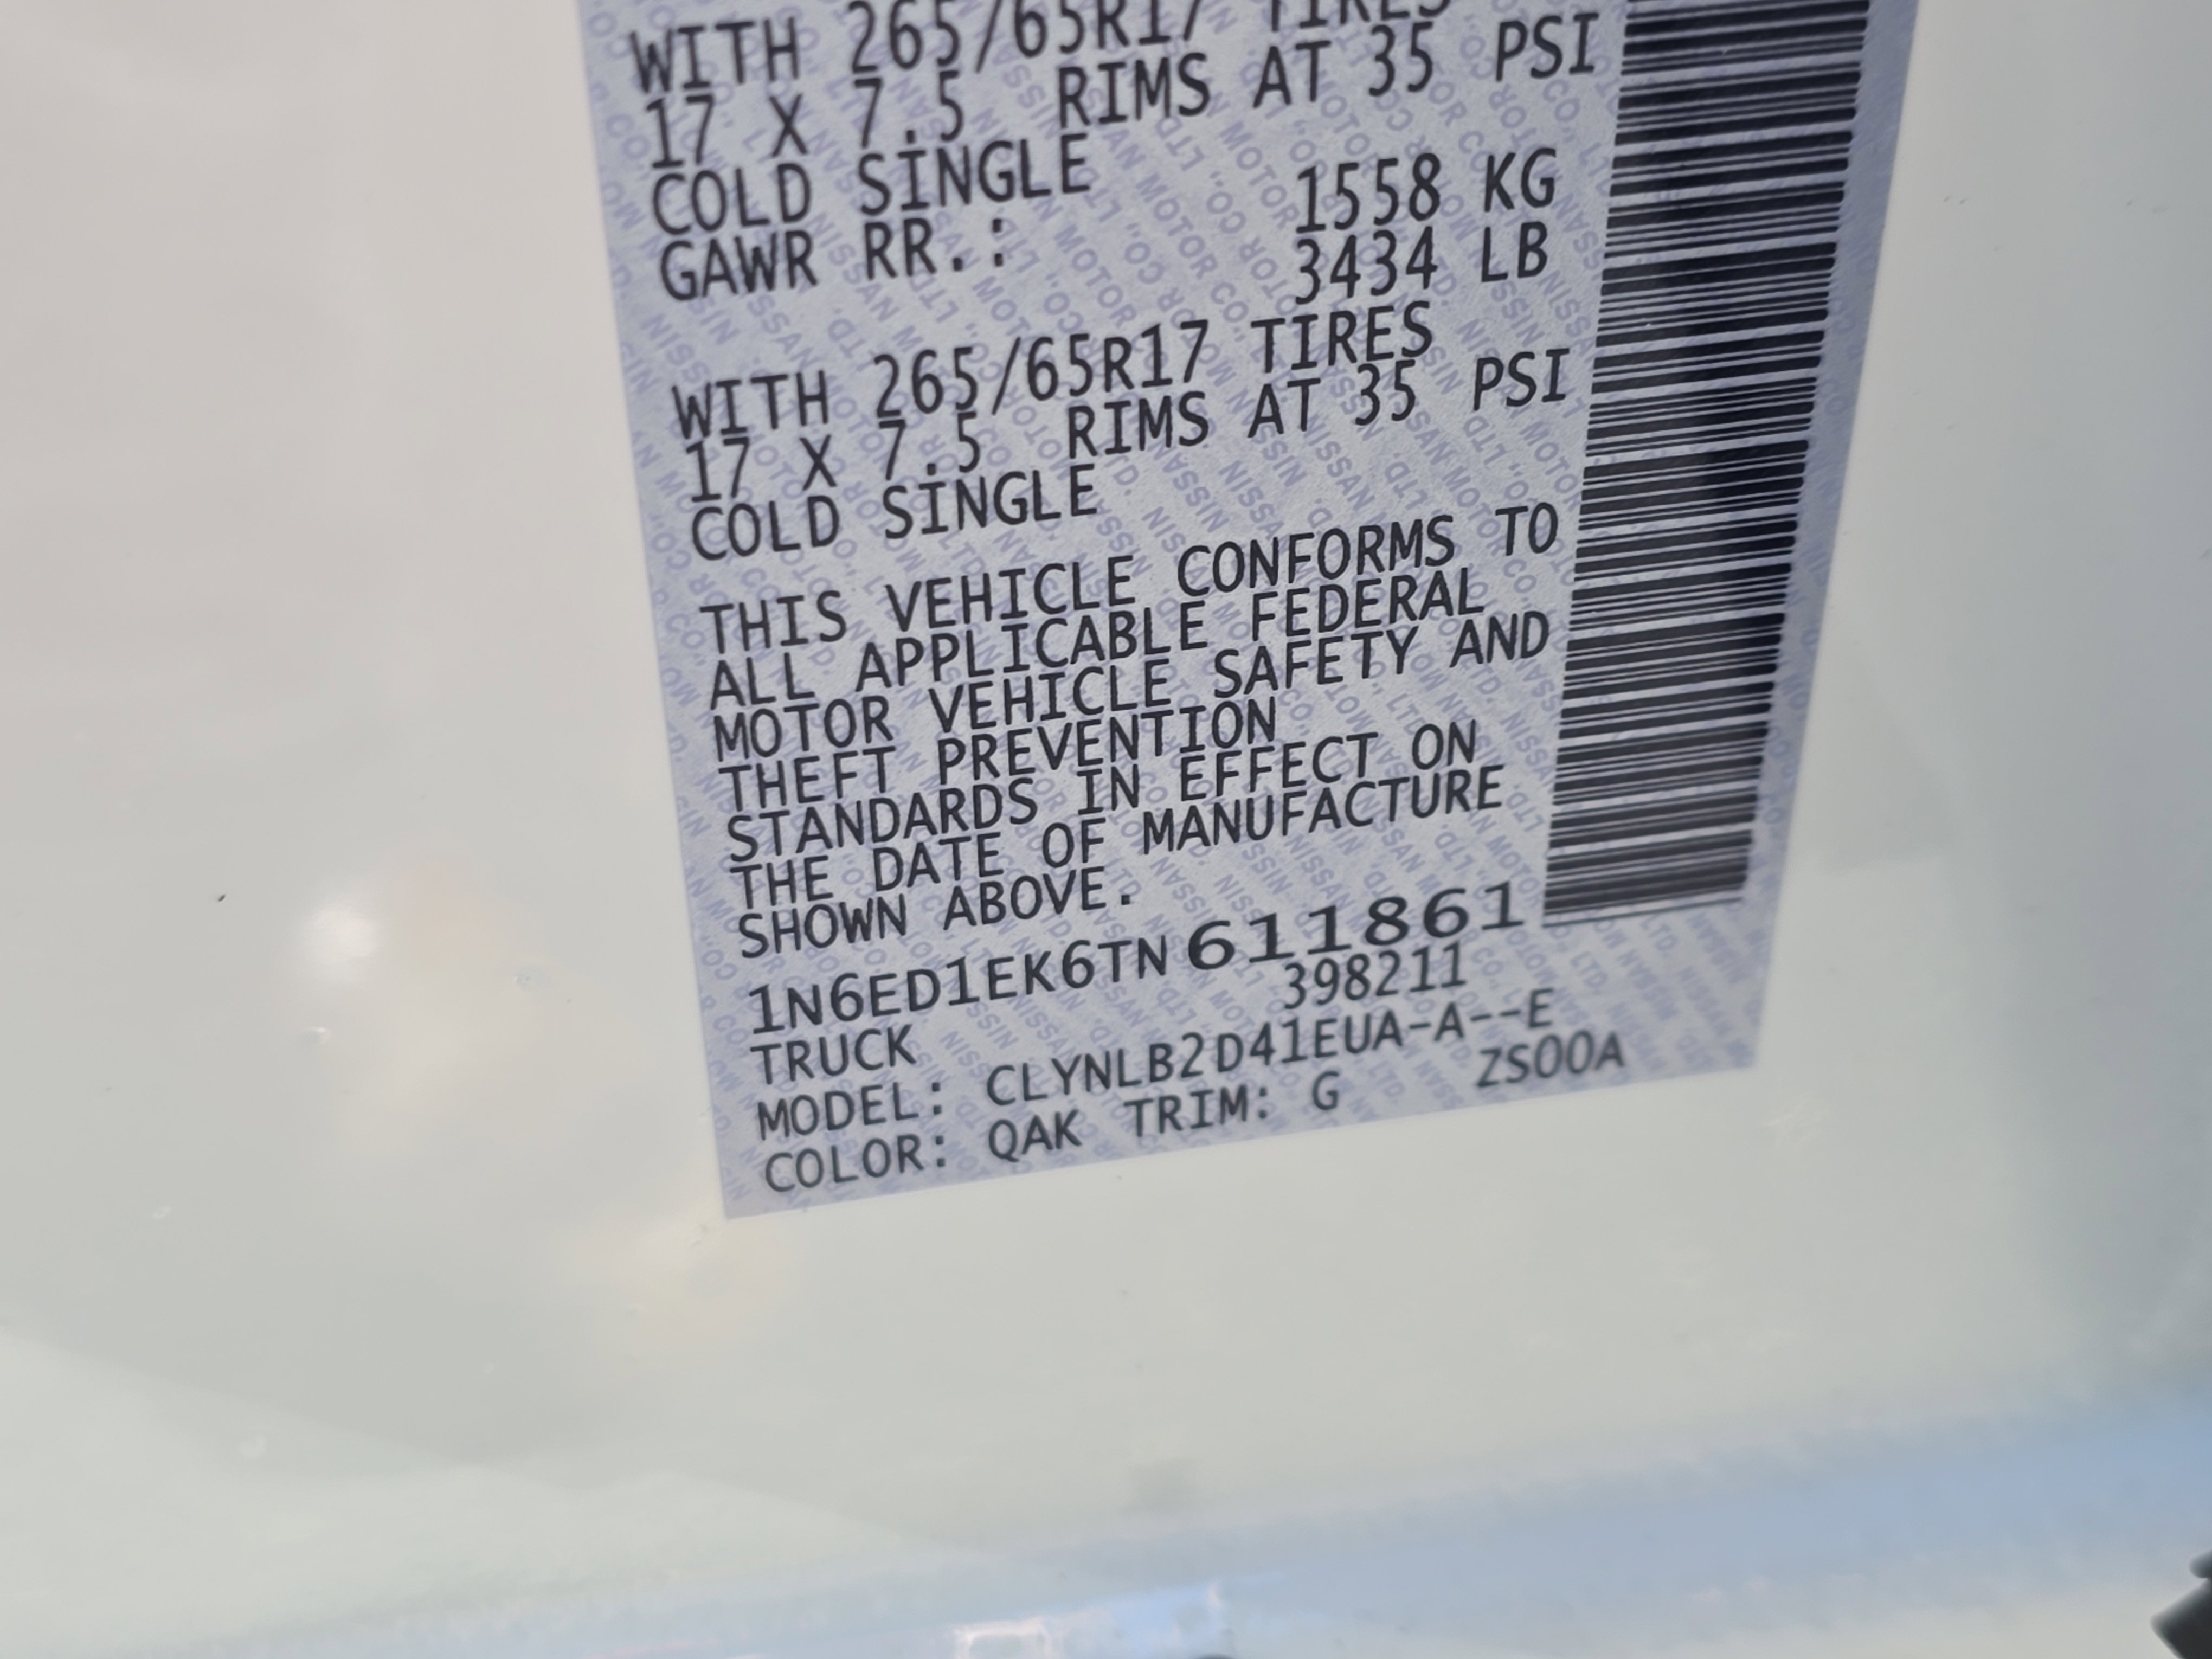 WITH 265/65R17 TIRES
17 X 7.5 RIMS AT 35 PSI
COLD SINGLE
GAWR RR.: 1558 KG
3434 LB
WITH 265/65R17 TIRES
17 X 7.5 RIMS AT 35 PSI
COLD SINGLE
THIS VEHICLE CONFORMS TO
ALL APPLICABLE FEDERAL
MOTOR VEHICLE SAFETY AND
THEFT PREVENTION
STANDARDS IN EFFECT ON
THE DATE OF MANUFACTURE
SHOWN ABOVE.
1N6ED1EK6TN611861
TRUCK 398211
MODEL: CLYNLB2D41EUA-A--E
COLOR: QAK TRIM: G ZS00A